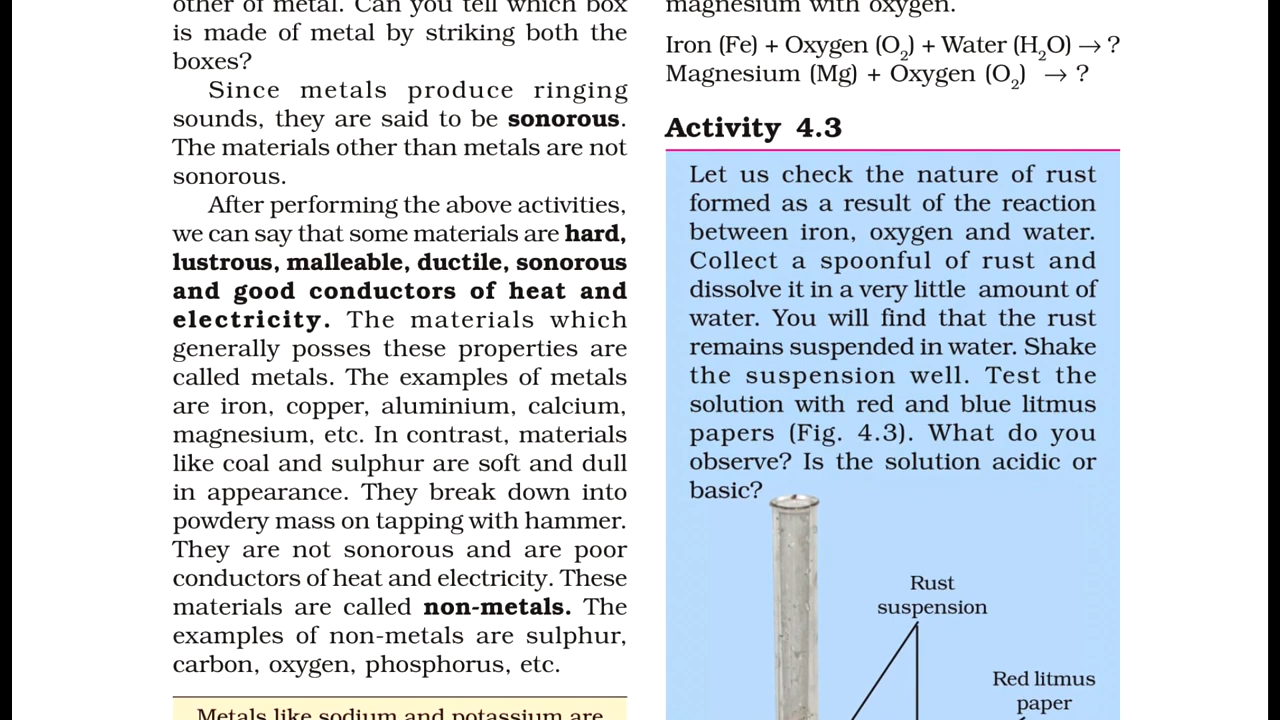 other of metal. Can you tell which box
is made of metal by striking both the
boxes?
Since metals produce ringing
sounds, they are said to be sonorous.
The materials other than metals are not
sonorous.
After performing the above activities,
we can say that some materials are hard,
lustrous, malleable, ductile, sonorous
and good conductors of heat and
electricity. The materials which
generally posses these properties are
called metals. The examples of metals
are iron, copper, aluminium, calcium,
magnesium, etc. In contrast, materials
like coal and sulphur are soft and dull
in appearance. They break down into
powdery mass on tapping with hammer.
They are not sonorous and are poor
conductors of heat and electricity. These
materials are called non-metals. The
examples of non-metals are sulphur,
carbon, oxygen, phosphorus, etc.
Metals like sodium and potassium are
magnesium with oxygen.
Iron (Fe) + Oxygen (O₂) + Water (H₂O) → ?
Magnesium (Mg) + Oxygen (O₂) → ?
Activity 4.3
Let us check the nature of rust
formed as a result of the reaction
between iron, oxygen and water.
Collect a spoonful of rust and
dissolve it in a very little amount of
water. You will find that the rust
remains suspended in water. Shake
the suspension well. Test the
solution with red and blue litmus
papers (Fig. 4.3). What do you
observe? Is the solution acidic or
basic?
Rust
suspension
Red litmus
paper